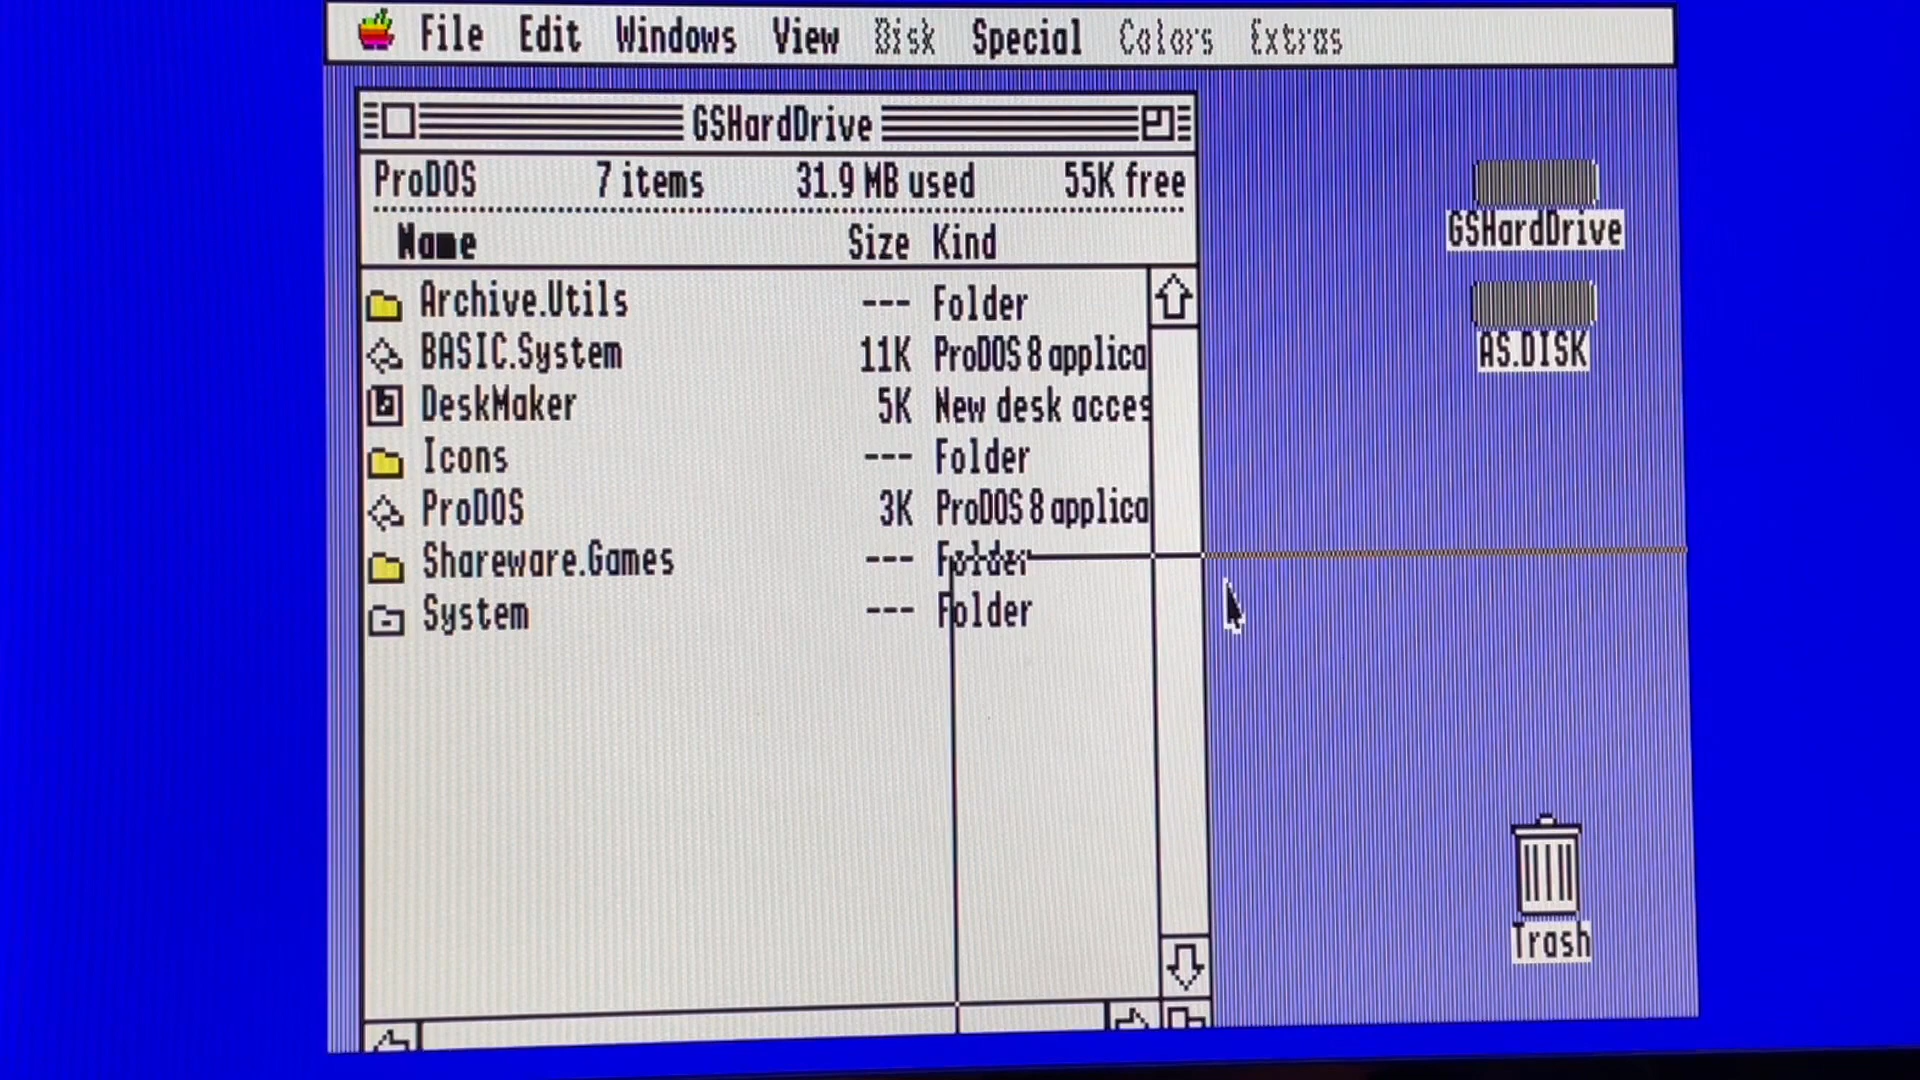 File Edit Windows View Disk Special Colors Extras
GSHardDrive
ProDOS 7 items 31.9 MB used 55K free
Name Size Kind
Archive.Utils --- Folder
BASIC.System 11K ProDOS 8 applica
DeskMaker 5K New desk acces
Icons --- Folder
ProDOS 3K ProDOS 8 applica
Shareware.Games --- Folder
System --- Folder
GSHardDrive
AS.DISK
Trash